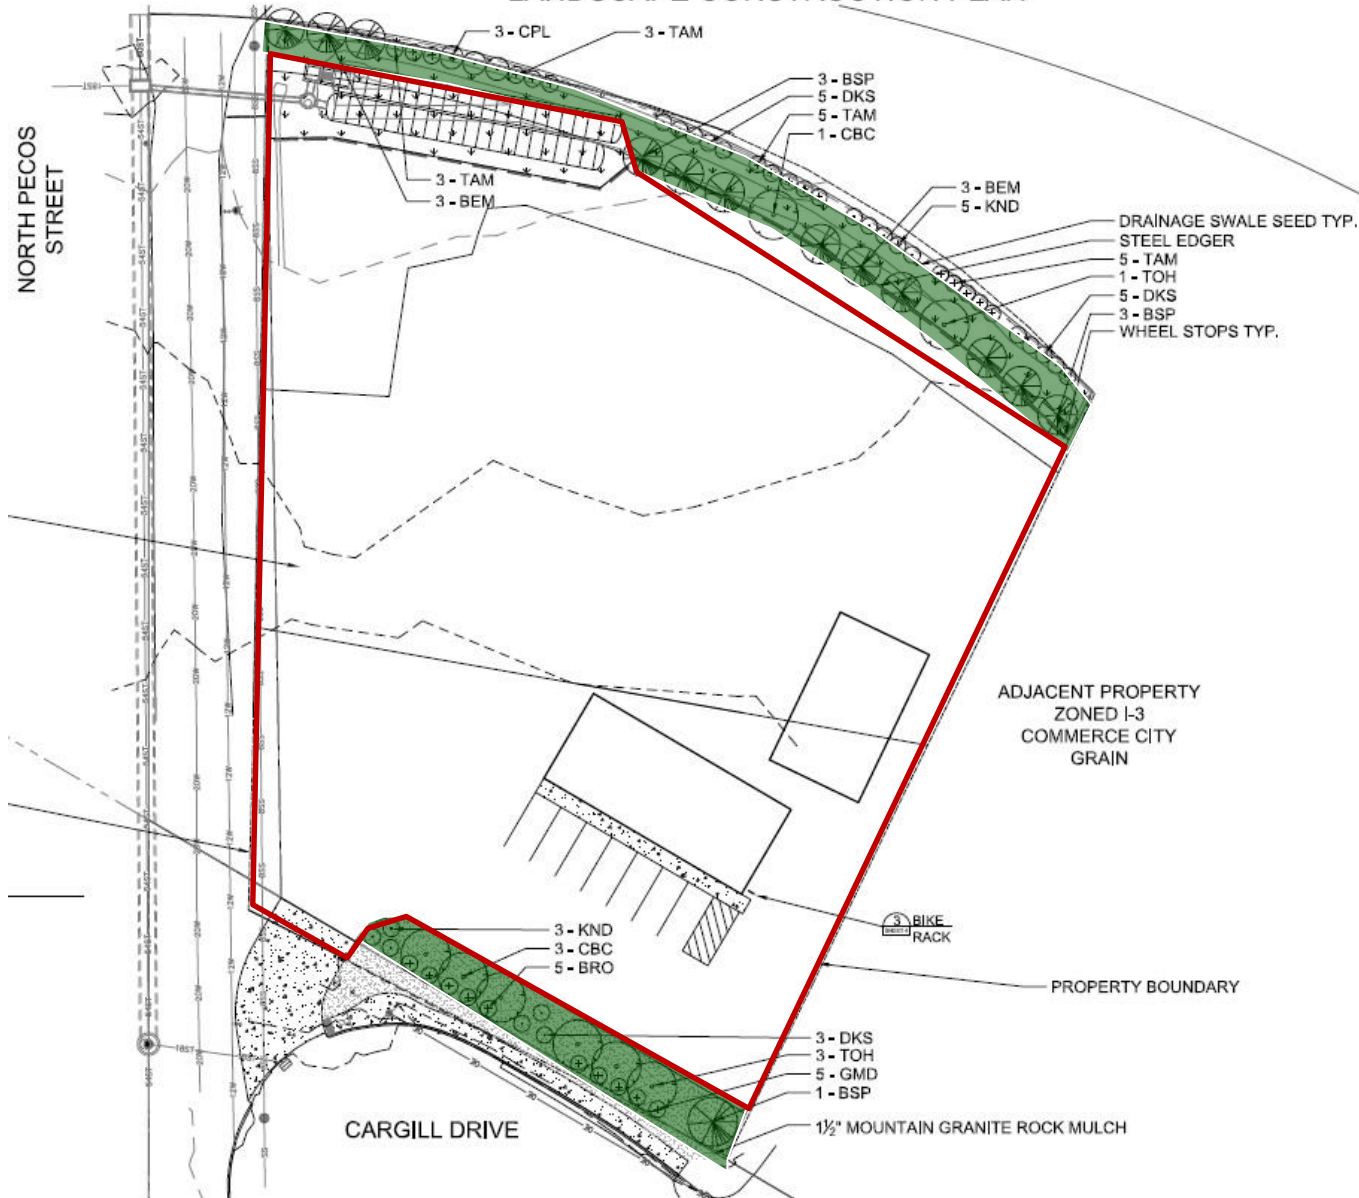 3 - CPL
3 - TAM
3 - BSP
5 - DKS
5 - TAM
1 - CBC
NORTH PECOS
STREET
3 - TAM
3 - BEM
3 - BEM
5 - KND
DRAINAGE SWALE SEED TYP.
STEEL EDGER
5 - TAM
1 - TOH
5 - DKS
3 - BSP
WHEEL STOPS TYP.
ADJACENT PROPERTY
ZONED I-3
COMMERCE CITY
GRAIN
3 BIKE
RACK
3 - KND
3 - CBC
5 - BRO
PROPERTY BOUNDARY
3 - DKS
3 - TOH
5 - GMD
1 - BSP
1½" MOUNTAIN GRANITE ROCK MULCH
CARGILL DRIVE